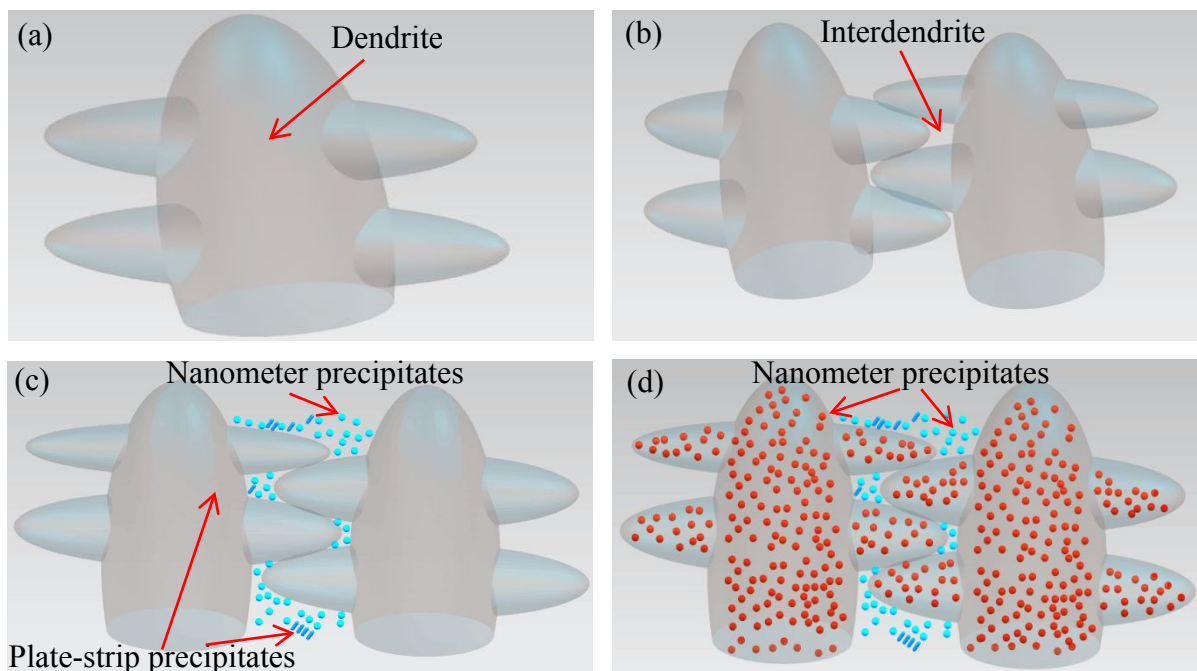 (a)
Dendrite
(b)
Interdendrite
(c)
Nanometer precipitates
Plate-strip precipitates
(d)
Nanometer precipitates